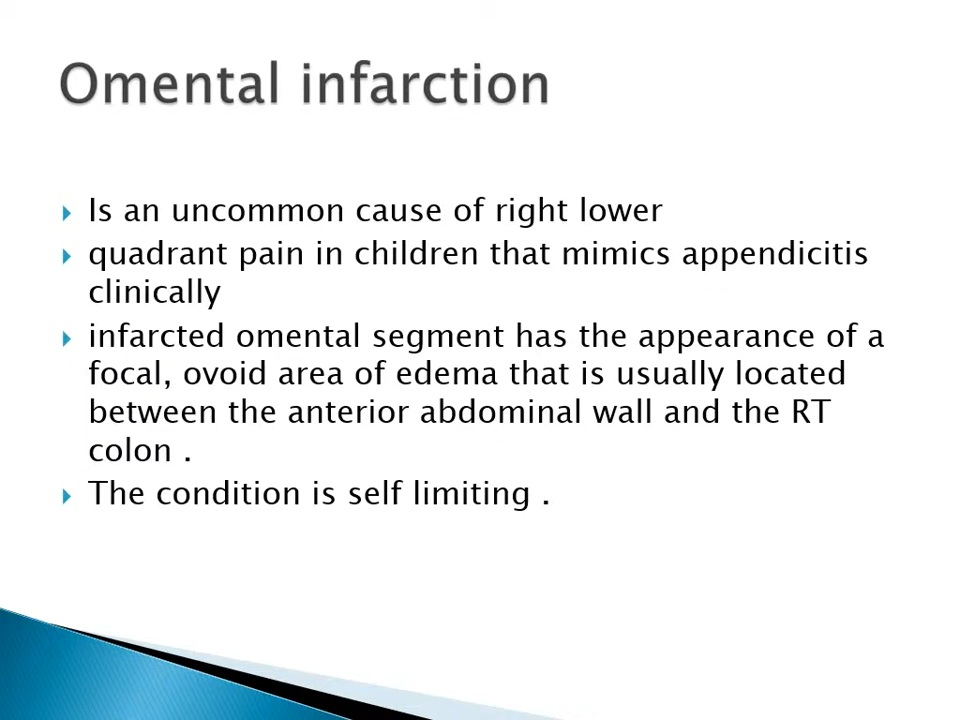 Omental infarction
Is an uncommon cause of right lower
quadrant pain in children that mimics appendicitis
clinically
infarcted omental segment has the appearance of a
focal, ovoid area of edema that is usually located
between the anterior abdominal wall and the RT
colon .
The condition is self limiting .